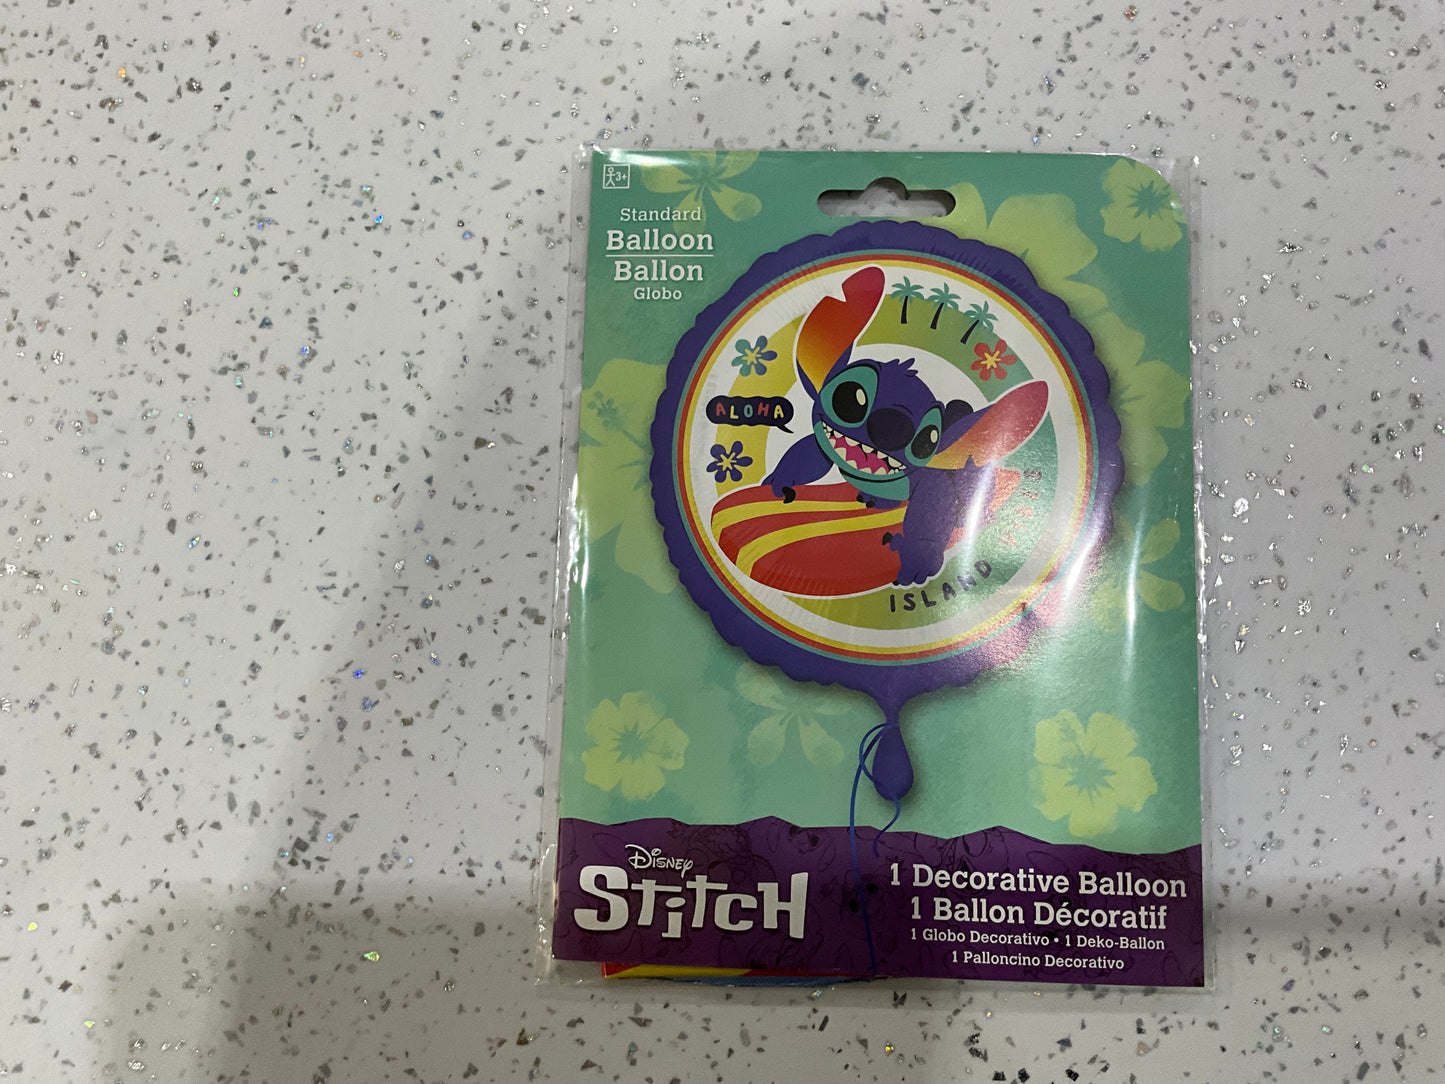 3+
Standard
Balloon
Ballon
Globo
ALOHA
ISLAND
Disney
Stitch
1 Decorative Balloon
1 Ballon Décoratif
1 Globo Decorativo • 1 Deko-Ballon
1 Palloncino Decorativo